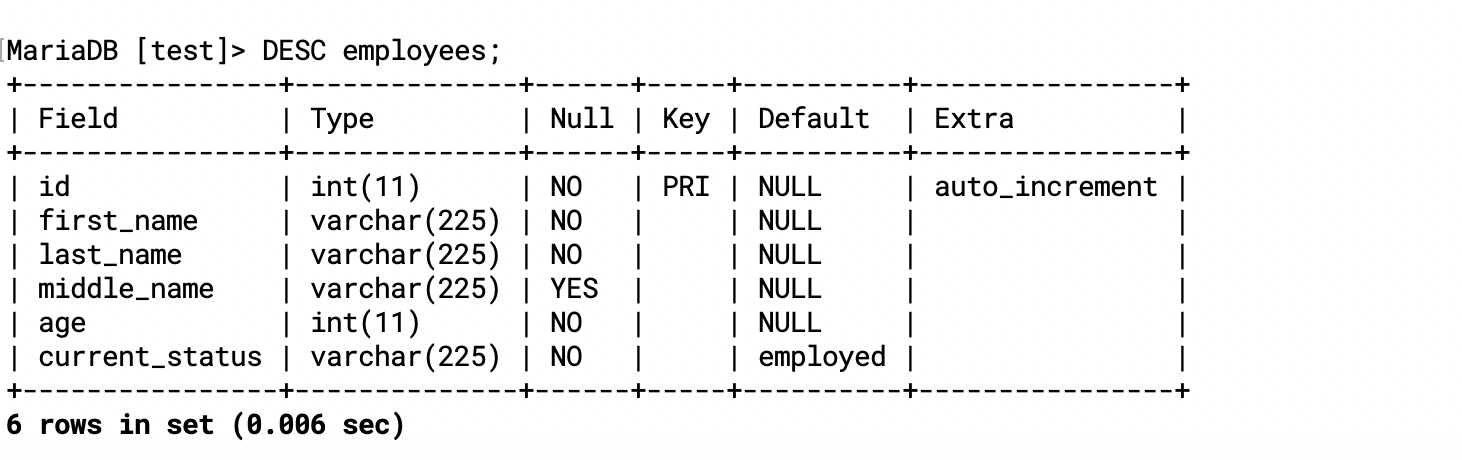 MariaDB [test]> DESC employees;
+----------------+--------------+------+-----+----------+----------------+
| Field          | Type         | Null | Key | Default  | Extra          |
+----------------+--------------+------+-----+----------+----------------+
| id             | int(11)      | NO   | PRI | NULL     | auto_increment |
| first_name     | varchar(225) | NO   |     | NULL     |                |
| last_name      | varchar(225) | NO   |     | NULL     |                |
| middle_name    | varchar(225) | YES  |     | NULL     |                |
| age            | int(11)      | NO   |     | NULL     |                |
| current_status | varchar(225) | NO   |     | employed |                |
+----------------+--------------+------+-----+----------+----------------+
6 rows in set (0.006 sec)